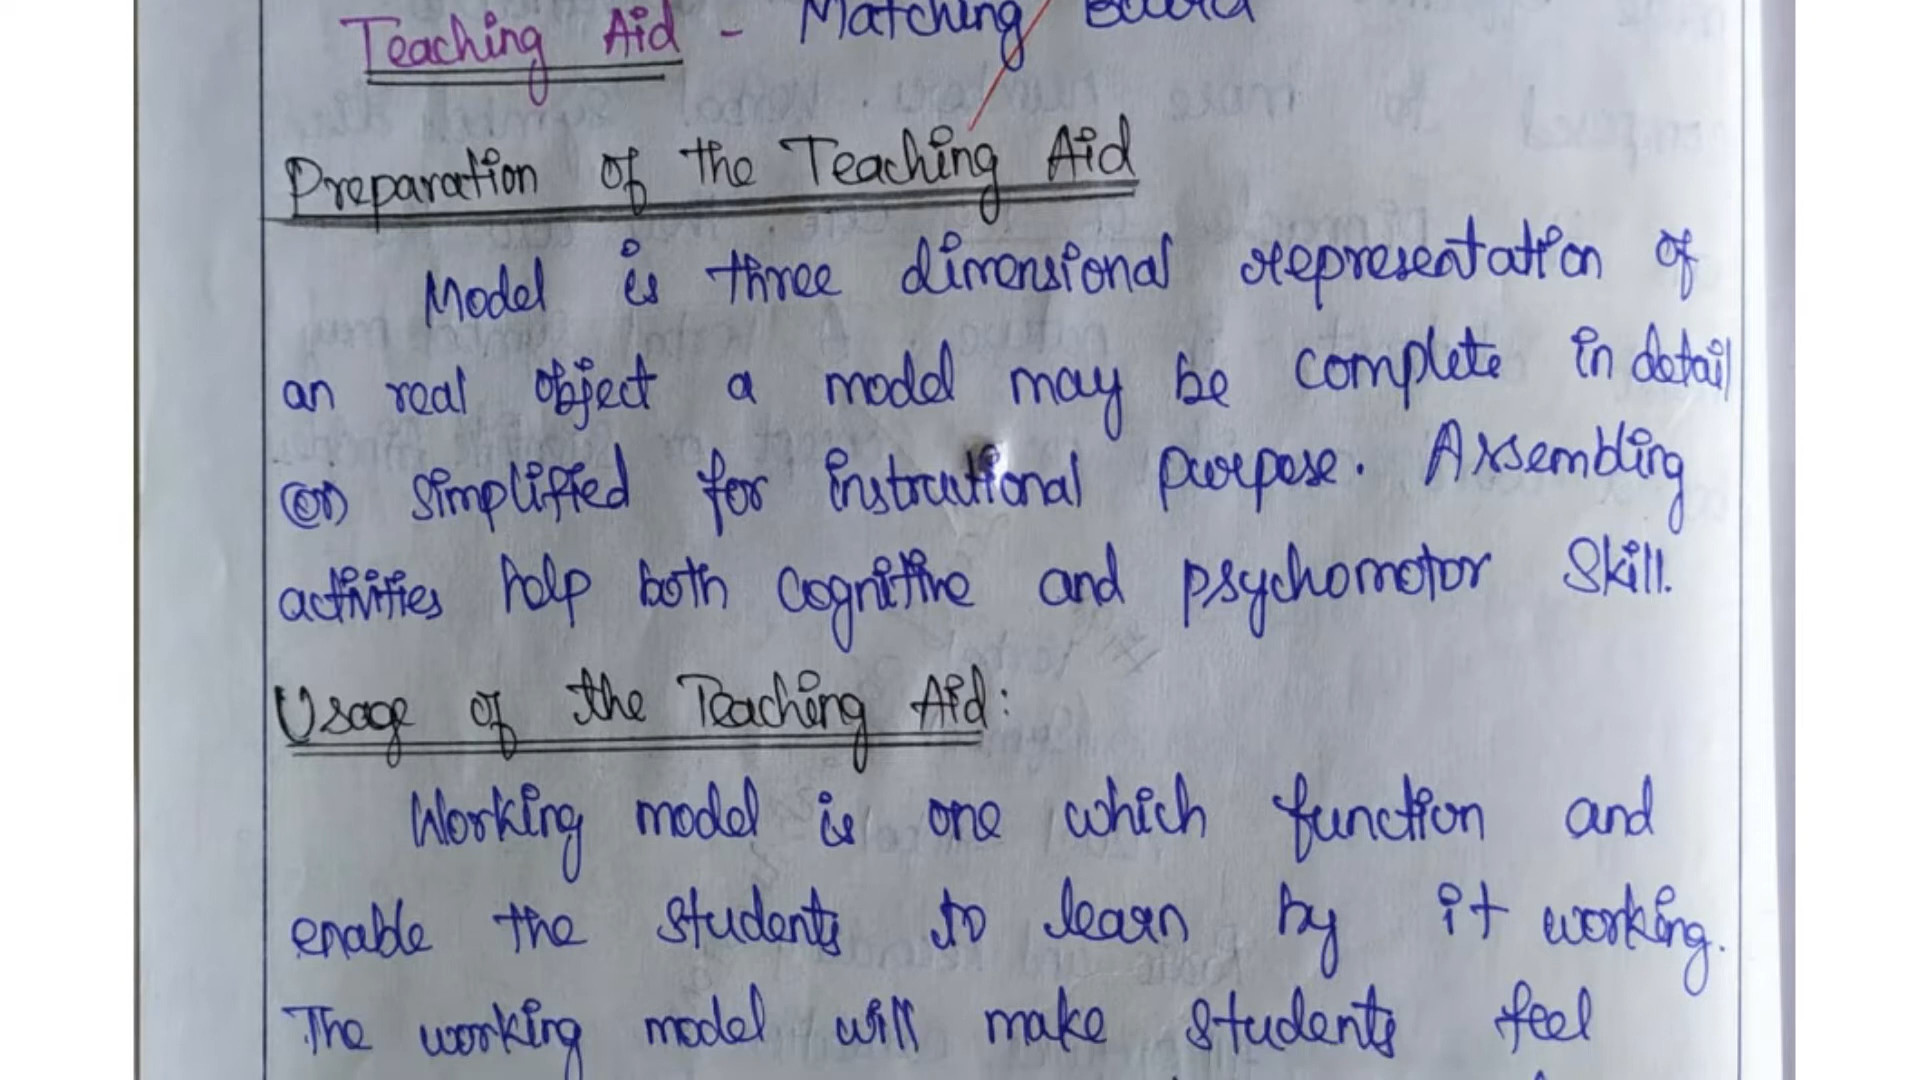 Teaching Aid - Matching Board
Preparation of the Teaching Aid
Model is three dimensional representation of
an real object a model may be complete in detail
(or) simplified for instructional purpose. Assembling
activities help both cognitive and psychomotor skill.
Usage of the Teaching Aid:
Working model is one which function and
enable the students to learn by it working.
The working model will make students feel